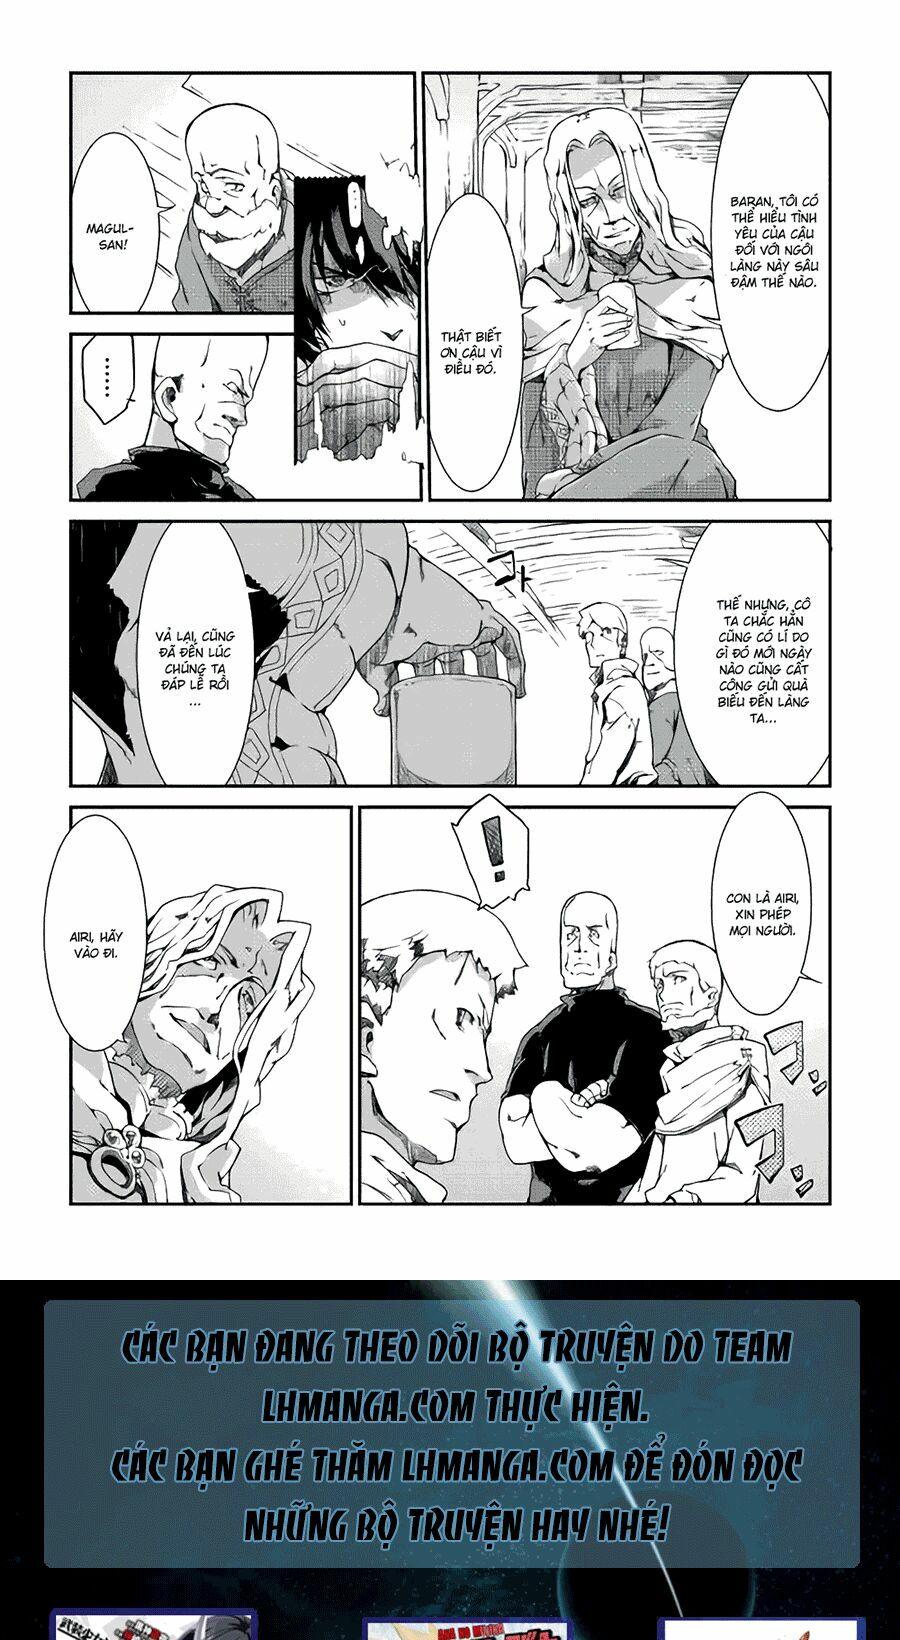 BARAN, TÔI CÓ
THỂ HIỂU TÌNH
YÊU CỦA CẬU
ĐỐI VỚI NGÔI
LÀNG NÀY SÂU
ĐẬM THẾ NÀO.
THẬT BIẾT
ƠN CẬU VÌ
ĐIỀU ĐÓ.
......
MAGUL-
SAN!
......
THẾ NHƯNG, CÔ
TA CHẮC HẲN
CŨNG CÓ LÍ DO
GÌ ĐÓ MỚI NGÀY
NÀO CŨNG CẤT
CÔNG GỬI QUÀ
BIẾU ĐẾN LÀNG
TA...
VẢ LẠI, CŨNG
ĐÃ ĐẾN LÚC
CHÚNG TA
ĐÁP LỄ RỒI
...
CON LÀ AIRI,
XIN PHÉP
MỌI NGƯỜI.
!
AIRI, HÃY
VÀO ĐI.
CÁC BẠN ĐANG THEO DÕI BỘ TRUYỆN DO TEAM
LHMANGA.COM THỰC HIỆN.
CÁC BẠN GHÉ THĂM LHMANGA.COM ĐỂ ĐÓN ĐỌC
NHỮNG BỘ TRUYỆN HAY NHÉ!